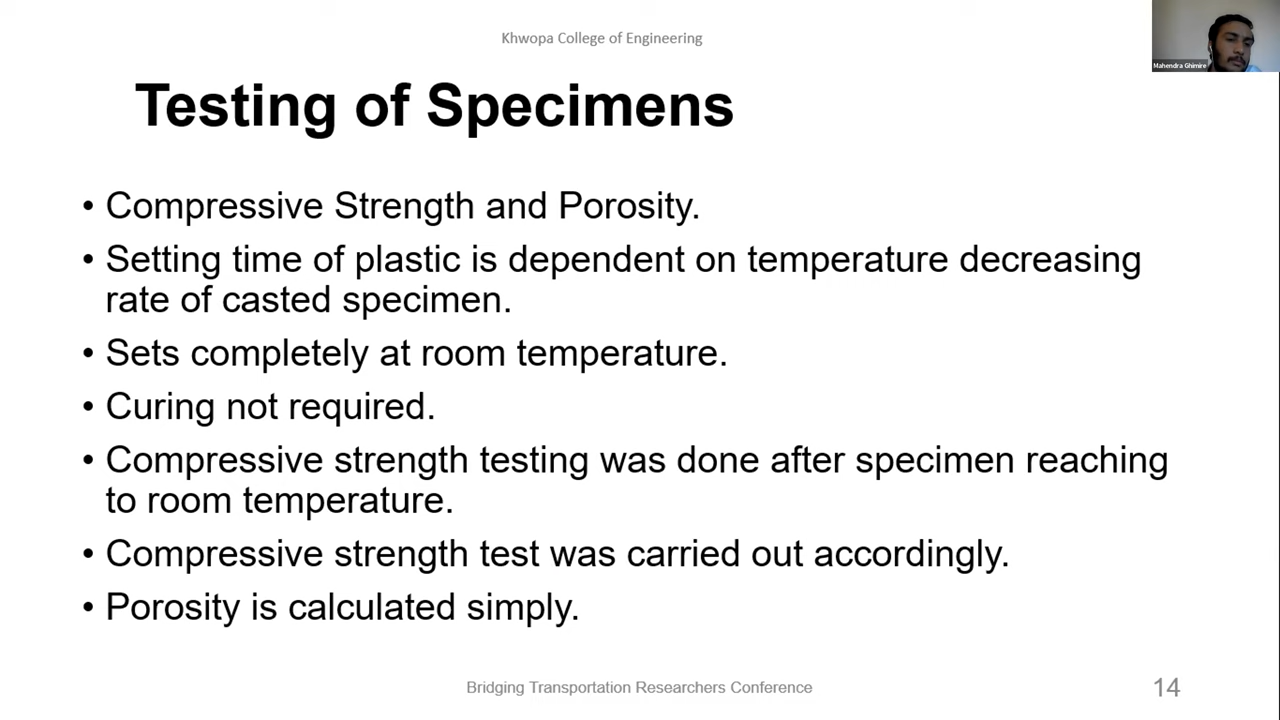 Khwopa College of Engineering
Mahendra Ghimire
Testing of Specimens
• Compressive Strength and Porosity.
• Setting time of plastic is dependent on temperature decreasing
rate of casted specimen.
• Sets completely at room temperature.
• Curing not required.
• Compressive strength testing was done after specimen reaching
to room temperature.
• Compressive strength test was carried out accordingly.
• Porosity is calculated simply.
Bridging Transportation Researchers Conference
14